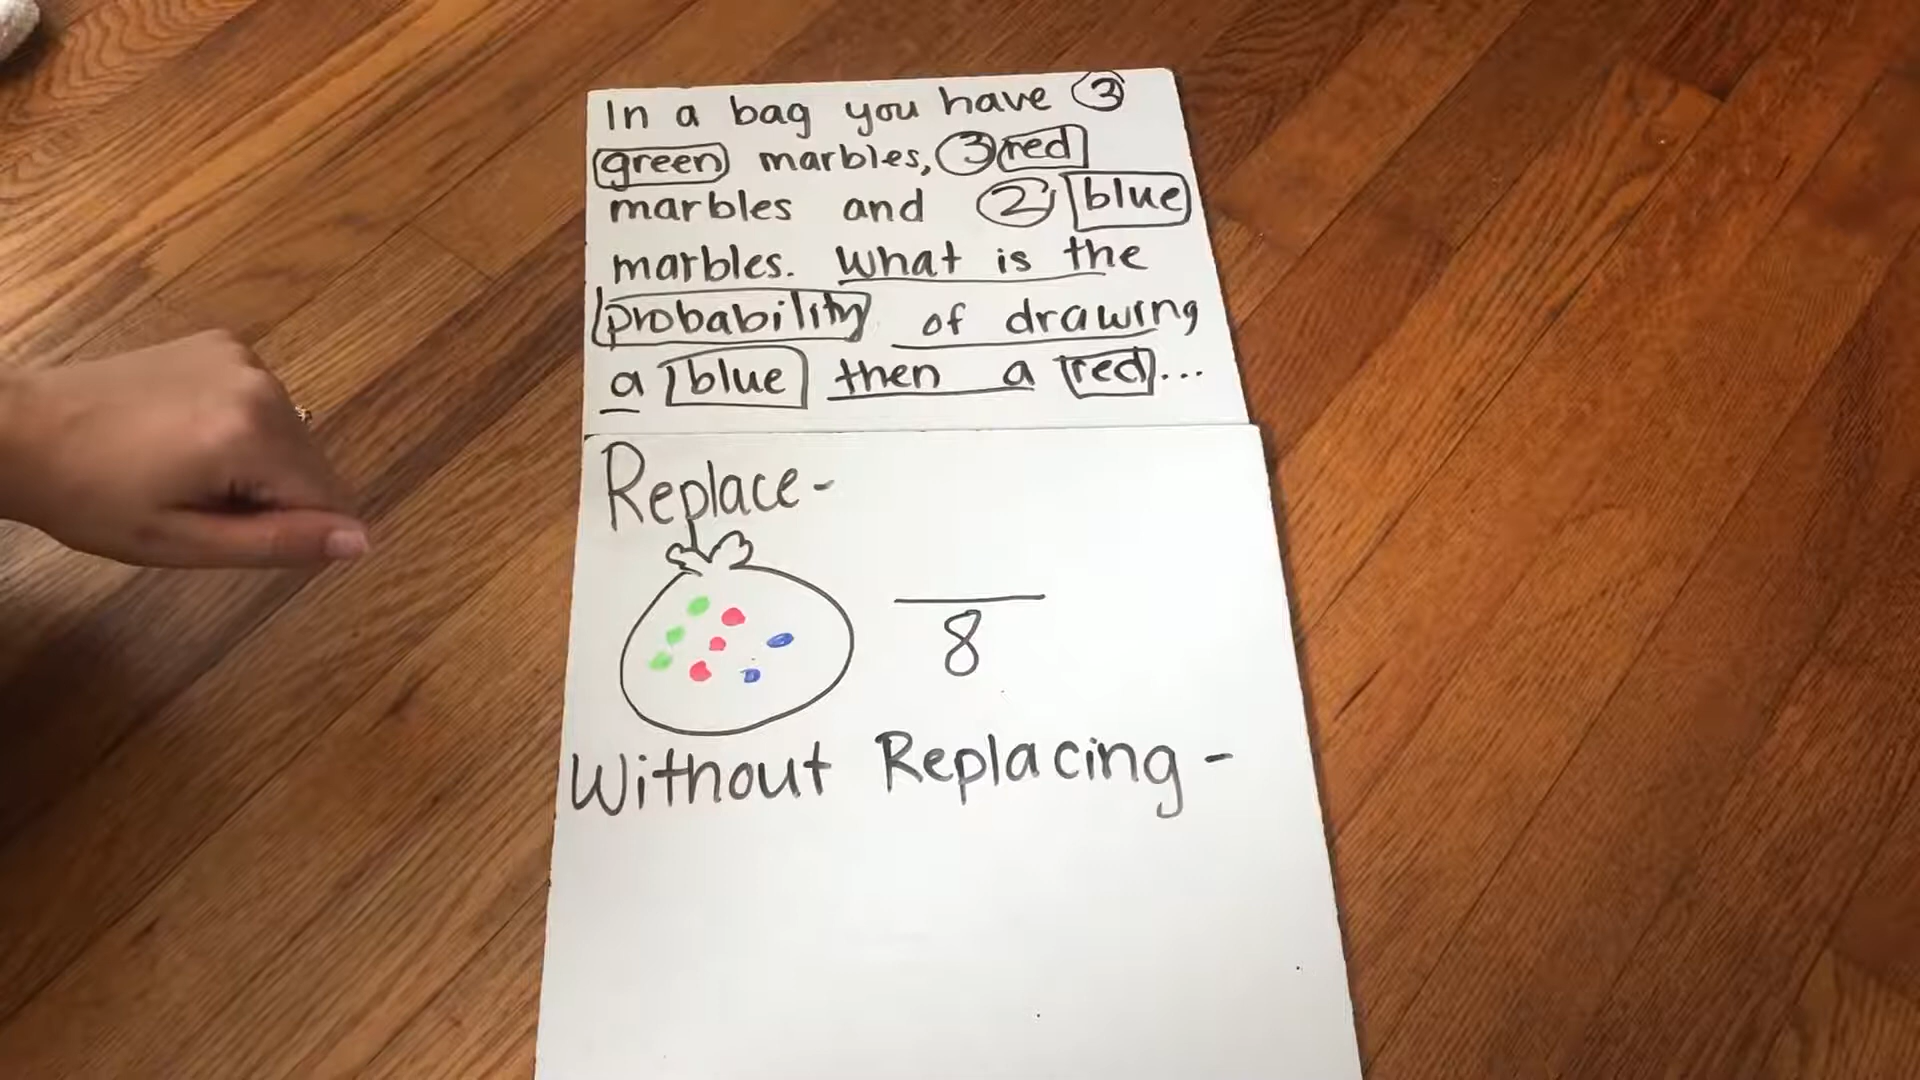 In a bag you have 3
green marbles, 3 red
marbles and 2 blue
marbles. What is the
probability of drawing
a blue then a red...
Replace -
8
Without Replacing -